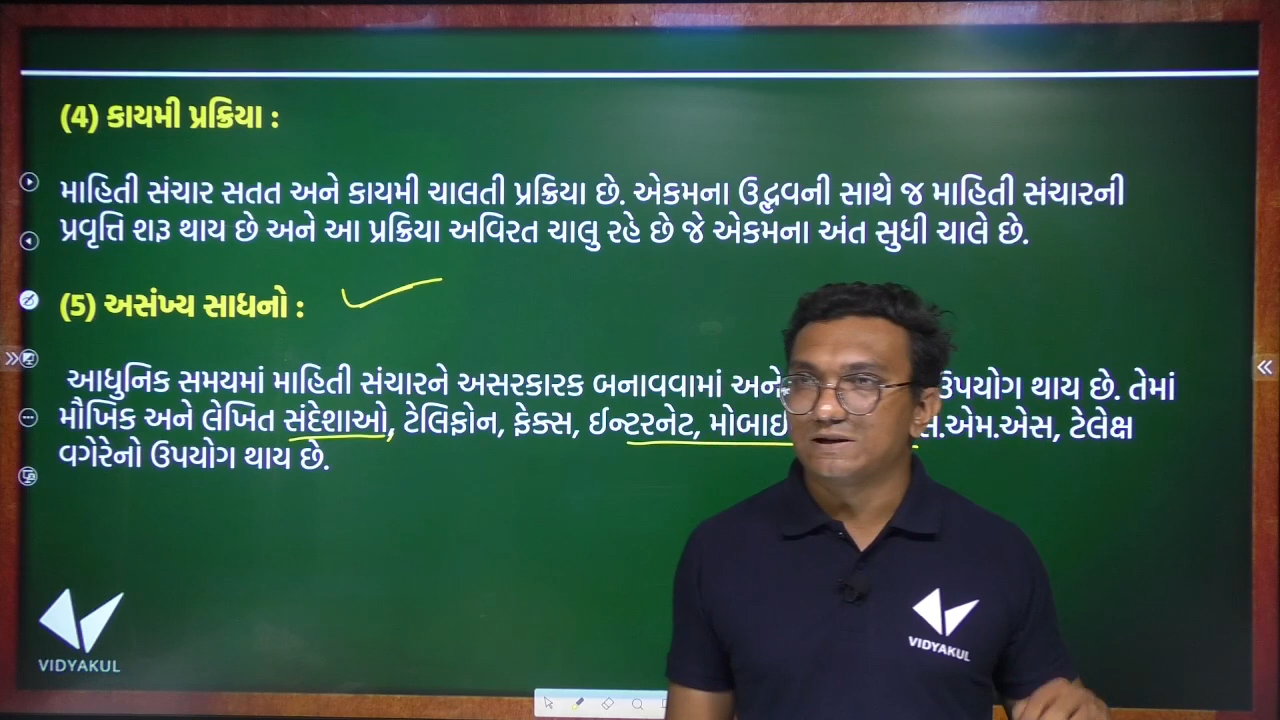 (4) કાયમી પ્રક્રિયા :
માહિતી સંચાર સતત અને કાયમી ચાલતી પ્રક્રિયા છે. એકમના ઉદ્ભવની સાથે જ માહિતી સંચારની
પ્રવૃત્તિ શરૂ થાય છે અને આ પ્રક્રિયા અવિરત ચાલુ રહે છે જે એકમના અંત સુધી ચાલે છે.
(5) અસંખ્ય સાધનો :
આધુનિક સમયમાં માહિતી સંચારને અસરકારક બનાવવામાં અને ઉપયોગ થાય છે. તેમાં
મૌખિક અને લેખિત સંદેશાઓ, ટેલિફોન, ફેક્સ, ઈન્ટરનેટ, .એમ.એસ, ટેલેક્ષ
વગેરેનો ઉપયોગ થાય છે.
VIDYAKUL
VIDYAKUL